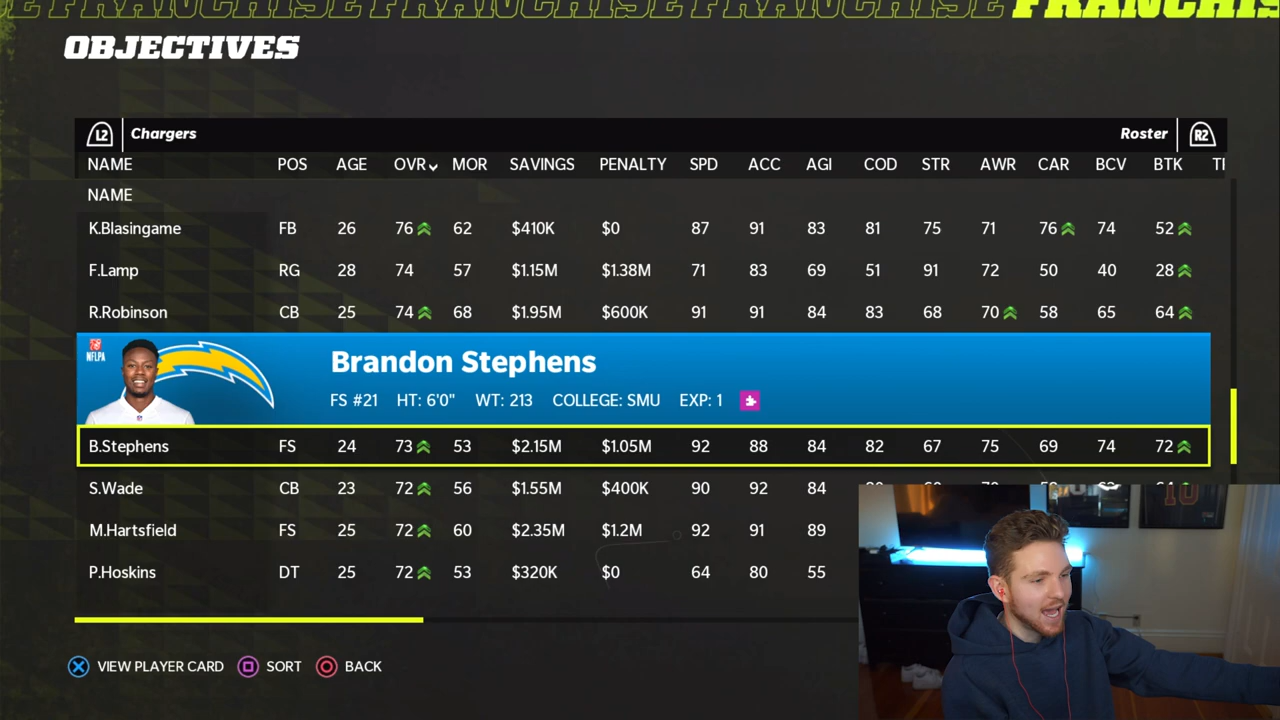 FRANCHISE FRANCHISE FRANCHISE FRANCHIS
OBJECTIVES
L2 Chargers Roster R2
NAME POS AGE OVR MOR SAVINGS PENALTY SPD ACC AGI COD STR AWR CAR BCV BTK
NAME
K.Blasingame FB 26 76 62 $410K $0 87 91 83 81 75 71 76 74 52
F.Lamp RG 28 74 57 $1.15M $1.38M 71 83 69 51 91 72 50 40 28
R.Robinson CB 25 74 68 $1.95M $600K 91 91 84 83 68 70 58 65 64
NFLPA
Brandon Stephens
FS #21 HT: 6'0" WT: 213 COLLEGE: SMU EXP: 1
B.Stephens FS 24 73 53 $2.15M $1.05M 92 88 84 82 67 75 69 74 72
S.Wade CB 23 72 56 $1.55M $400K 90 92 84
M.Hartsfield FS 25 72 60 $2.35M $1.2M 92 91 89
P.Hoskins DT 25 72 53 $320K $0 64 80 55
VIEW PLAYER CARD SORT BACK